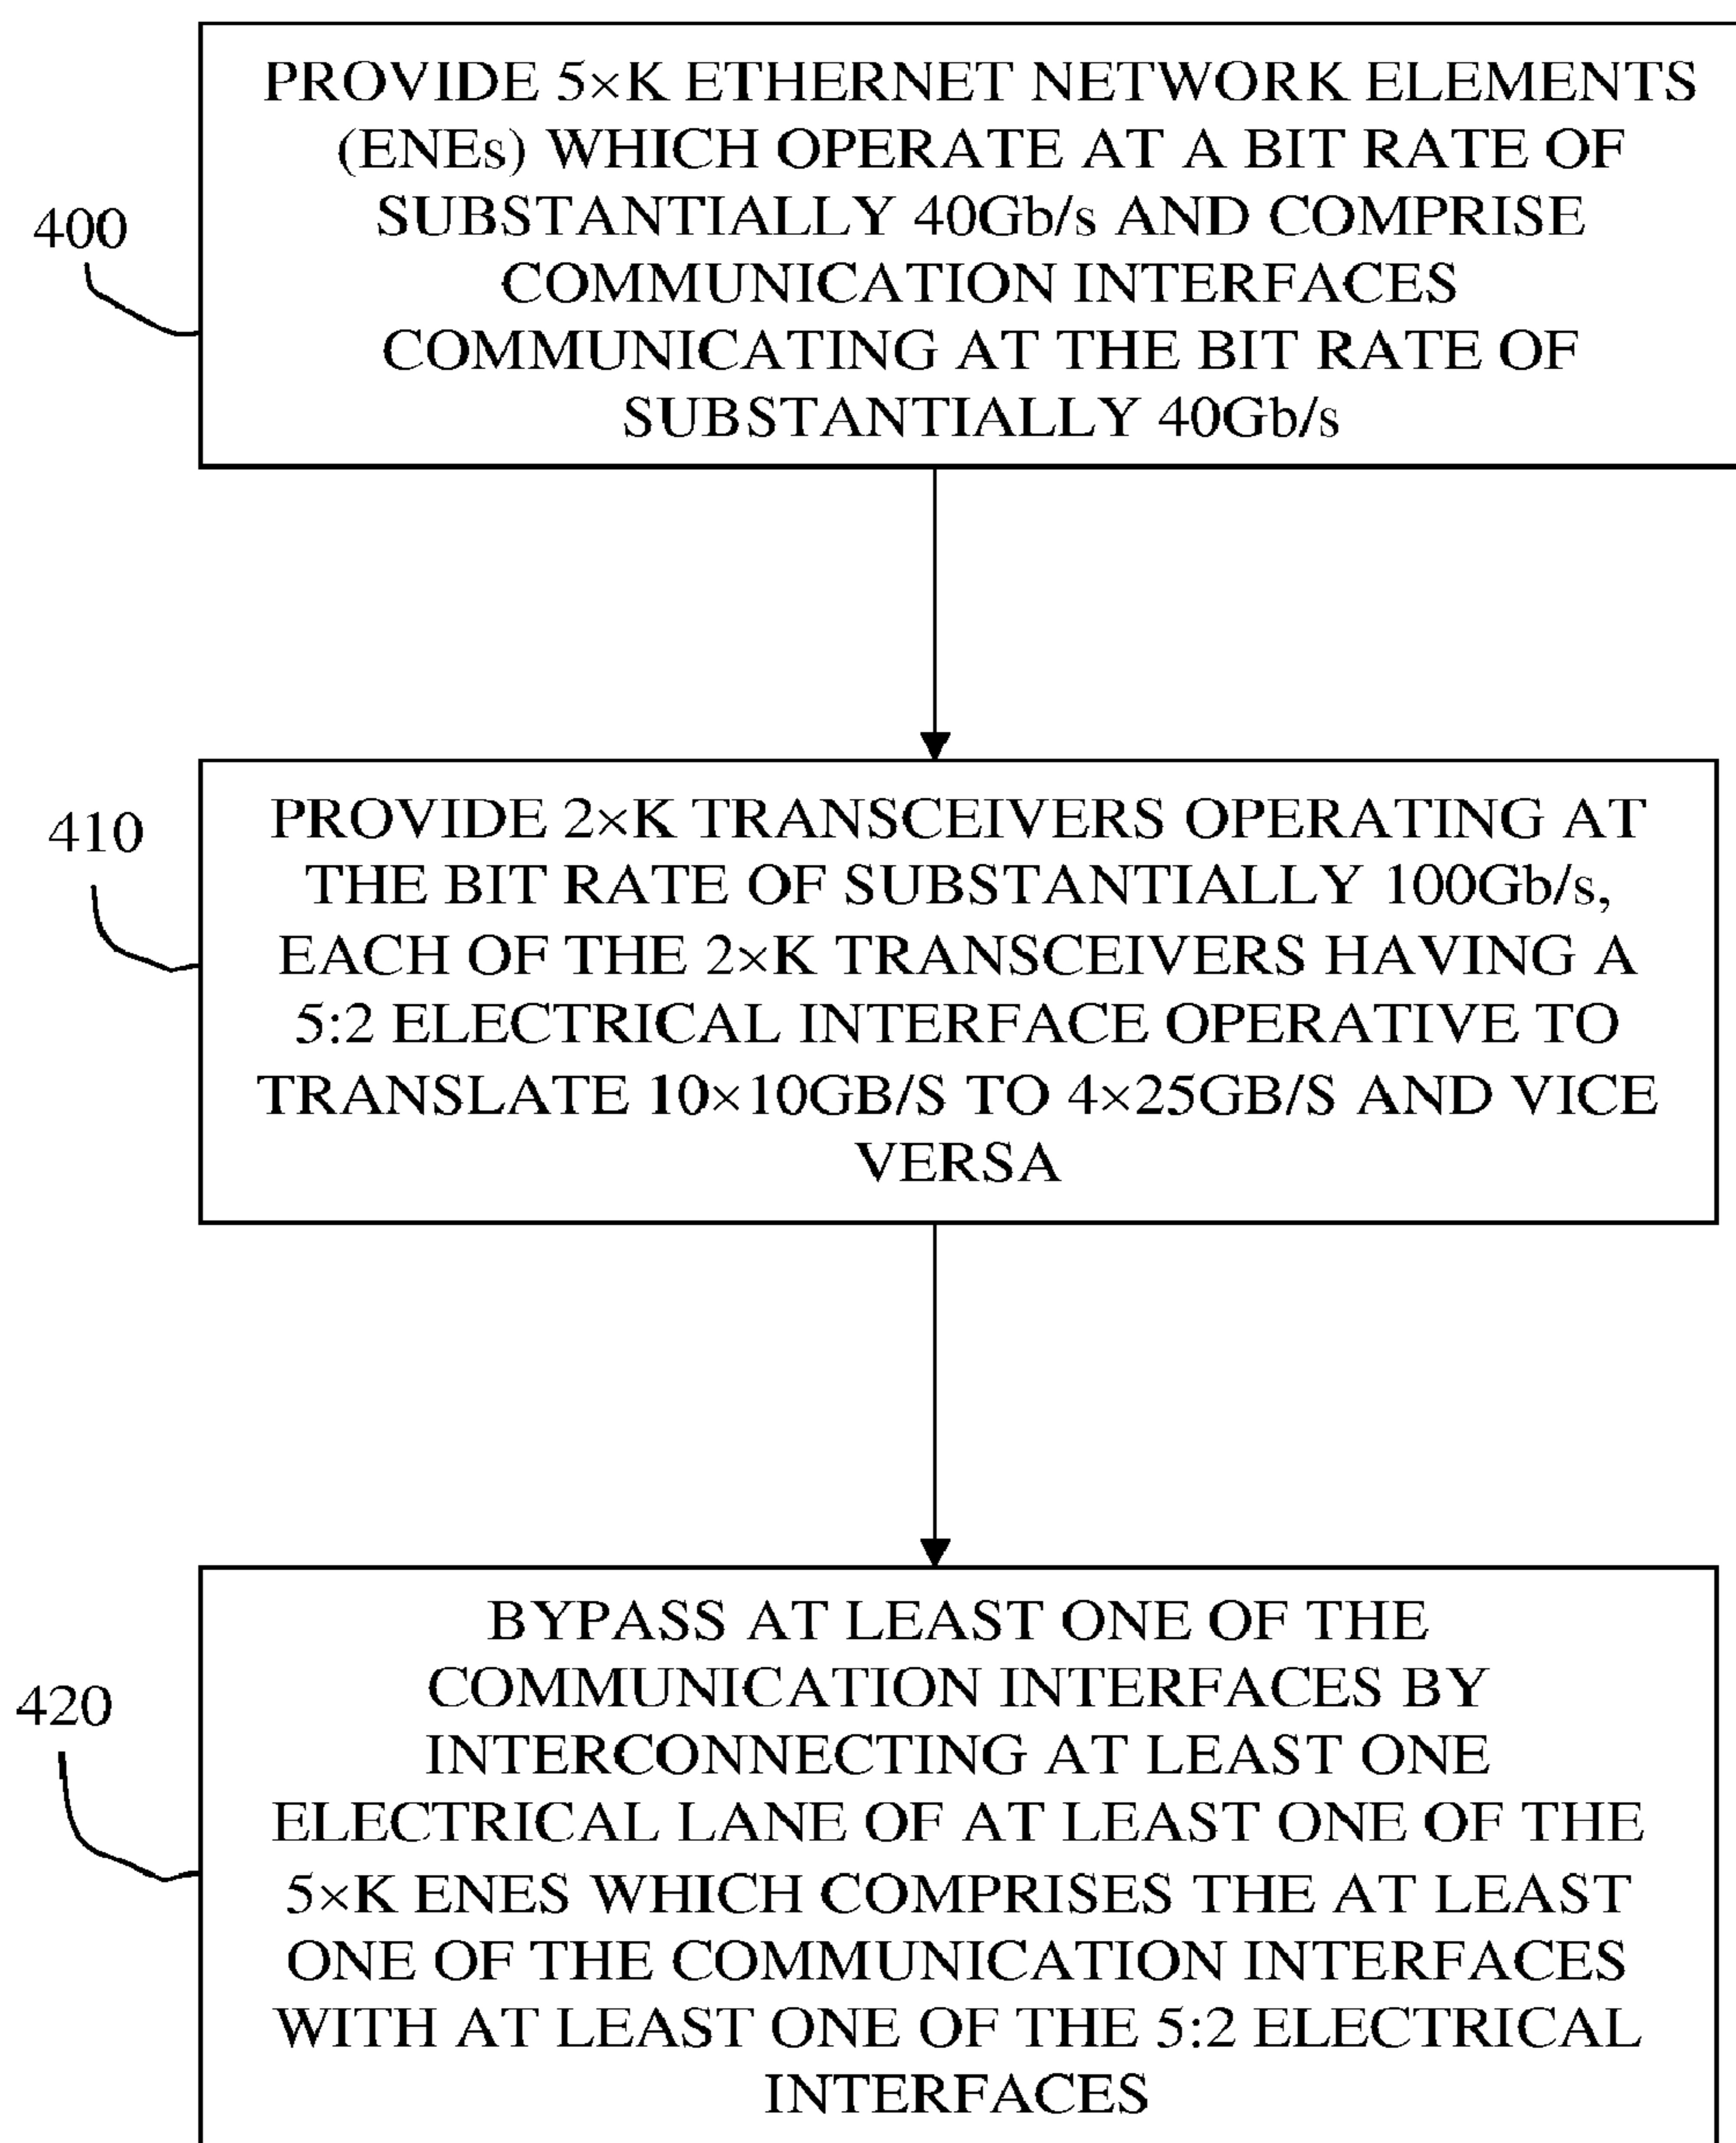 PROVIDE 5×K ETHERNET NETWORK ELEMENTS
(ENEs) WHICH OPERATE AT A BIT RATE OF
SUBSTANTIALLY 40Gb/s AND COMPRISE
COMMUNICATION INTERFACES
COMMUNICATING AT THE BIT RATE OF
SUBSTANTIALLY 40Gb/s
400
PROVIDE 2×K TRANSCEIVERS OPERATING AT
THE BIT RATE OF SUBSTANTIALLY 100Gb/s,
EACH OF THE 2×K TRANSCEIVERS HAVING A
5:2 ELECTRICAL INTERFACE OPERATIVE TO
TRANSLATE 10×10GB/S TO 4×25GB/S AND VICE
VERSA
410
BYPASS AT LEAST ONE OF THE
COMMUNICATION INTERFACES BY
INTERCONNECTING AT LEAST ONE
ELECTRICAL LANE OF AT LEAST ONE OF THE
5×K ENES WHICH COMPRISES THE AT LEAST
ONE OF THE COMMUNICATION INTERFACES
WITH AT LEAST ONE OF THE 5:2 ELECTRICAL
INTERFACES
420